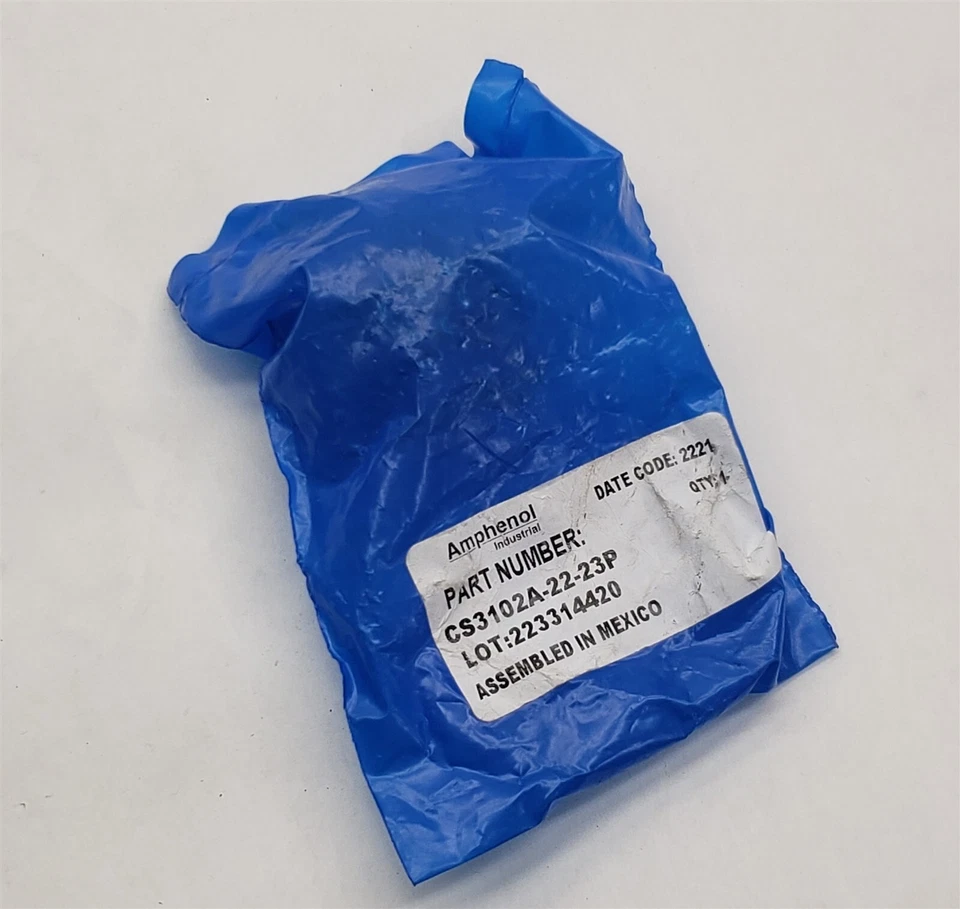 Amphenol
Industrial
DATE CODE: 2221
QTY: 1
PART NUMBER:
CS3102A-22-23P
LOT:223314420
ASSEMBLED IN MEXICO